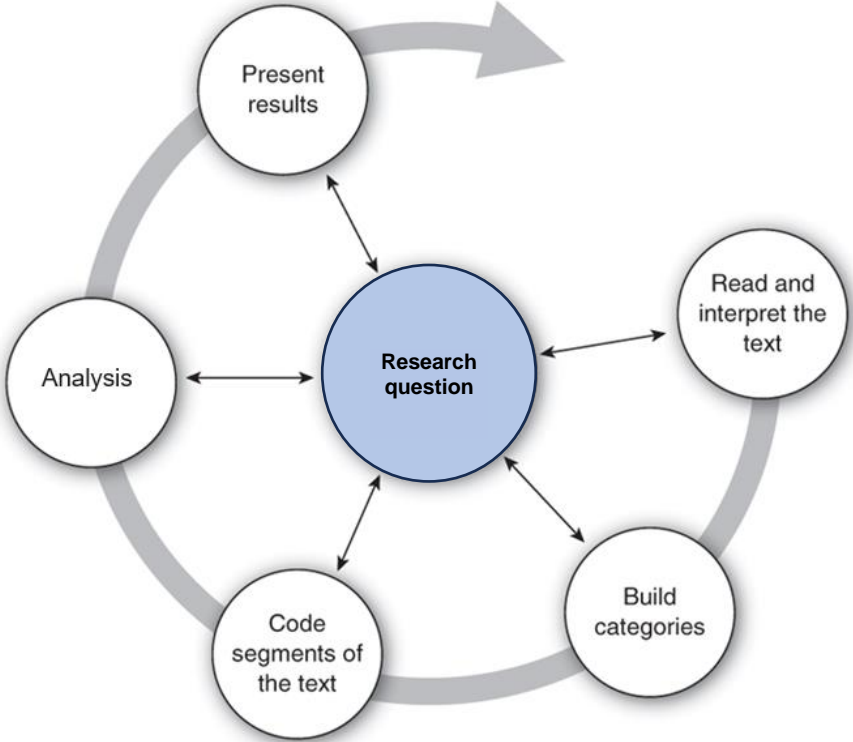 Present
results
Read and
interpret the
text
Research
question
Analysis
Build
categories
Code
segments of
the text